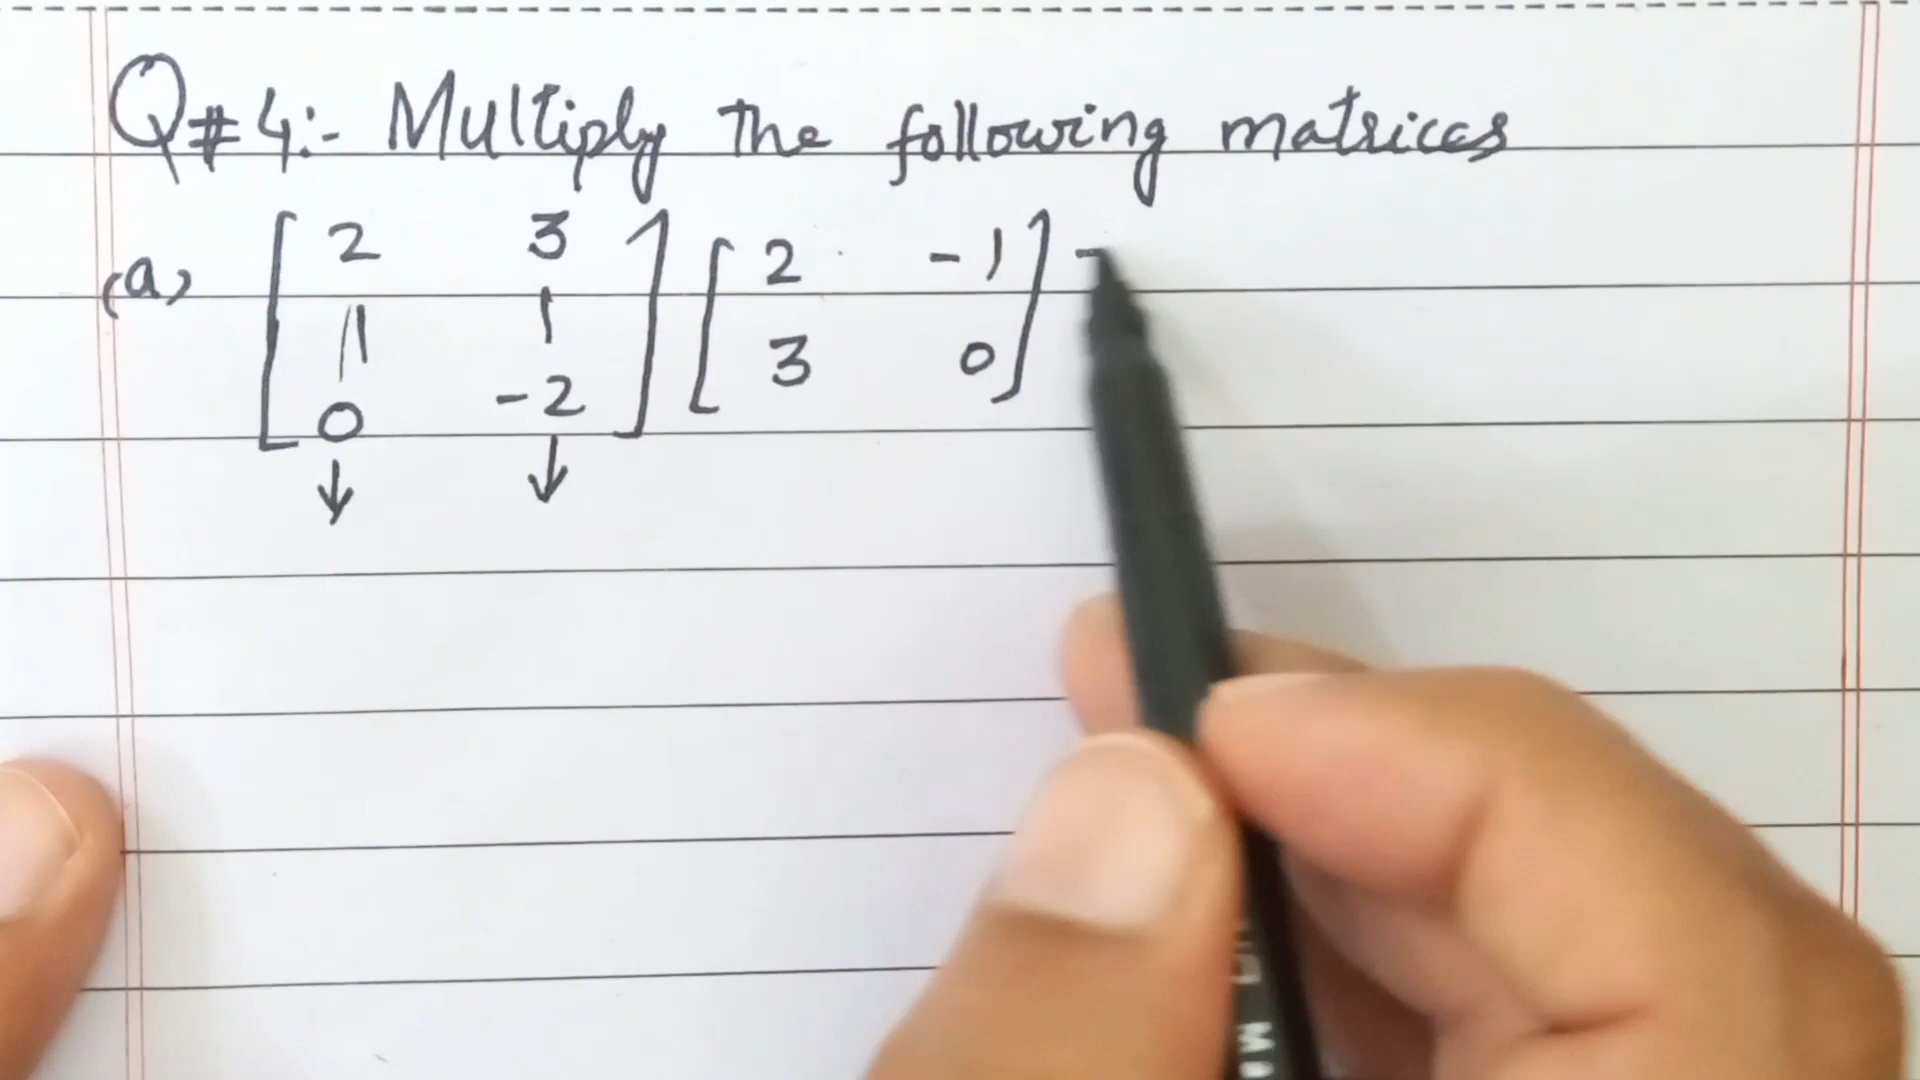 Q#4:- Multiply the following matrices
(a) [ 2 3 ] [ 2 -1 ] -
1 1 3 0
0 -2
↓ ↓